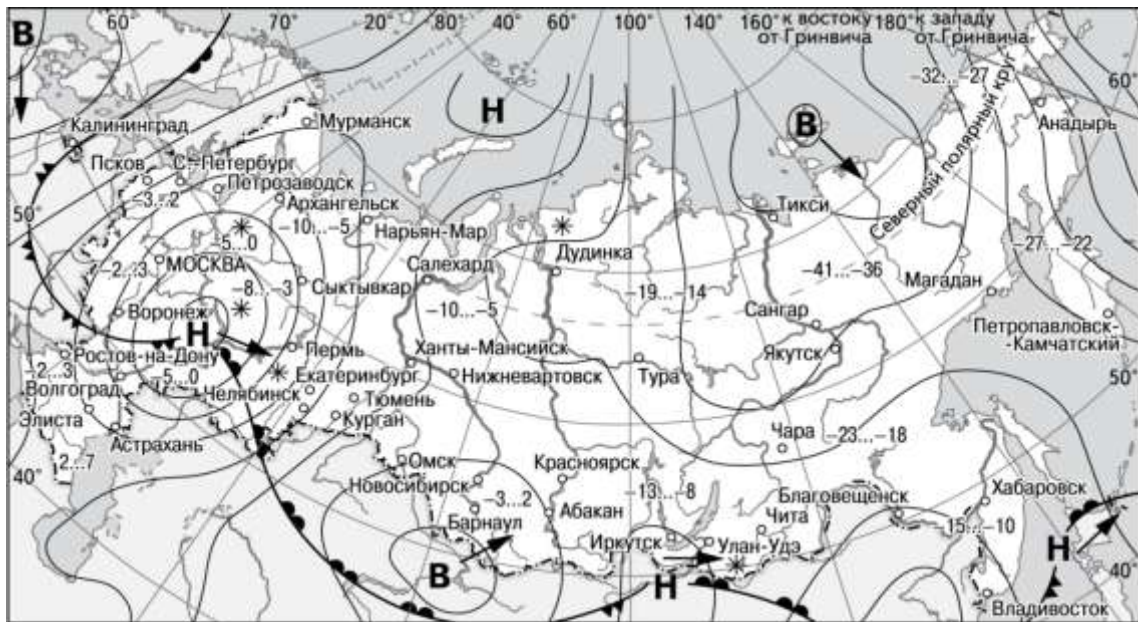 60° 70° 20° 40° 60° 80° 100° 140° 160° к востоку 180° к западу
от Гринвича от Гринвича
В
Н
-32...-27
60°
Северный полярный круг
В
Анадырь
Мурманск
Калининград
Псков С.-Петербург
Петрозаводск
-3...2
Архангельск
-10...-5
Нарьян-Мар
Тикси
50°
-5...0
Дудинка
-27...-22
-2...3 МОСКВА
Салехард
-41...-36
Магадан
-8...-3 Сыктывкар
-10...-5
-19...-14
Сангар
Воронеж
Н
Петропавловск-
Камчатский
Ростов-на-Дону
Пермь
Ханты-Мансийск
Якутск
50°
-2...3
-5...0
Екатеринбург
Нижневартовск
Тура
Волгоград
Челябинск
Тюмень
Элиста
Курган
Чара
-23...-18
Астрахань
2...7
Омск
Красноярск
40°
Новосибирск
-3...2
-13...-8
Благовещенск
Хабаровск
Барнаул
Абакан
Чита
-15...-10
Иркутск
Улан-Удэ
Н
В
Н
40°
Владивосток